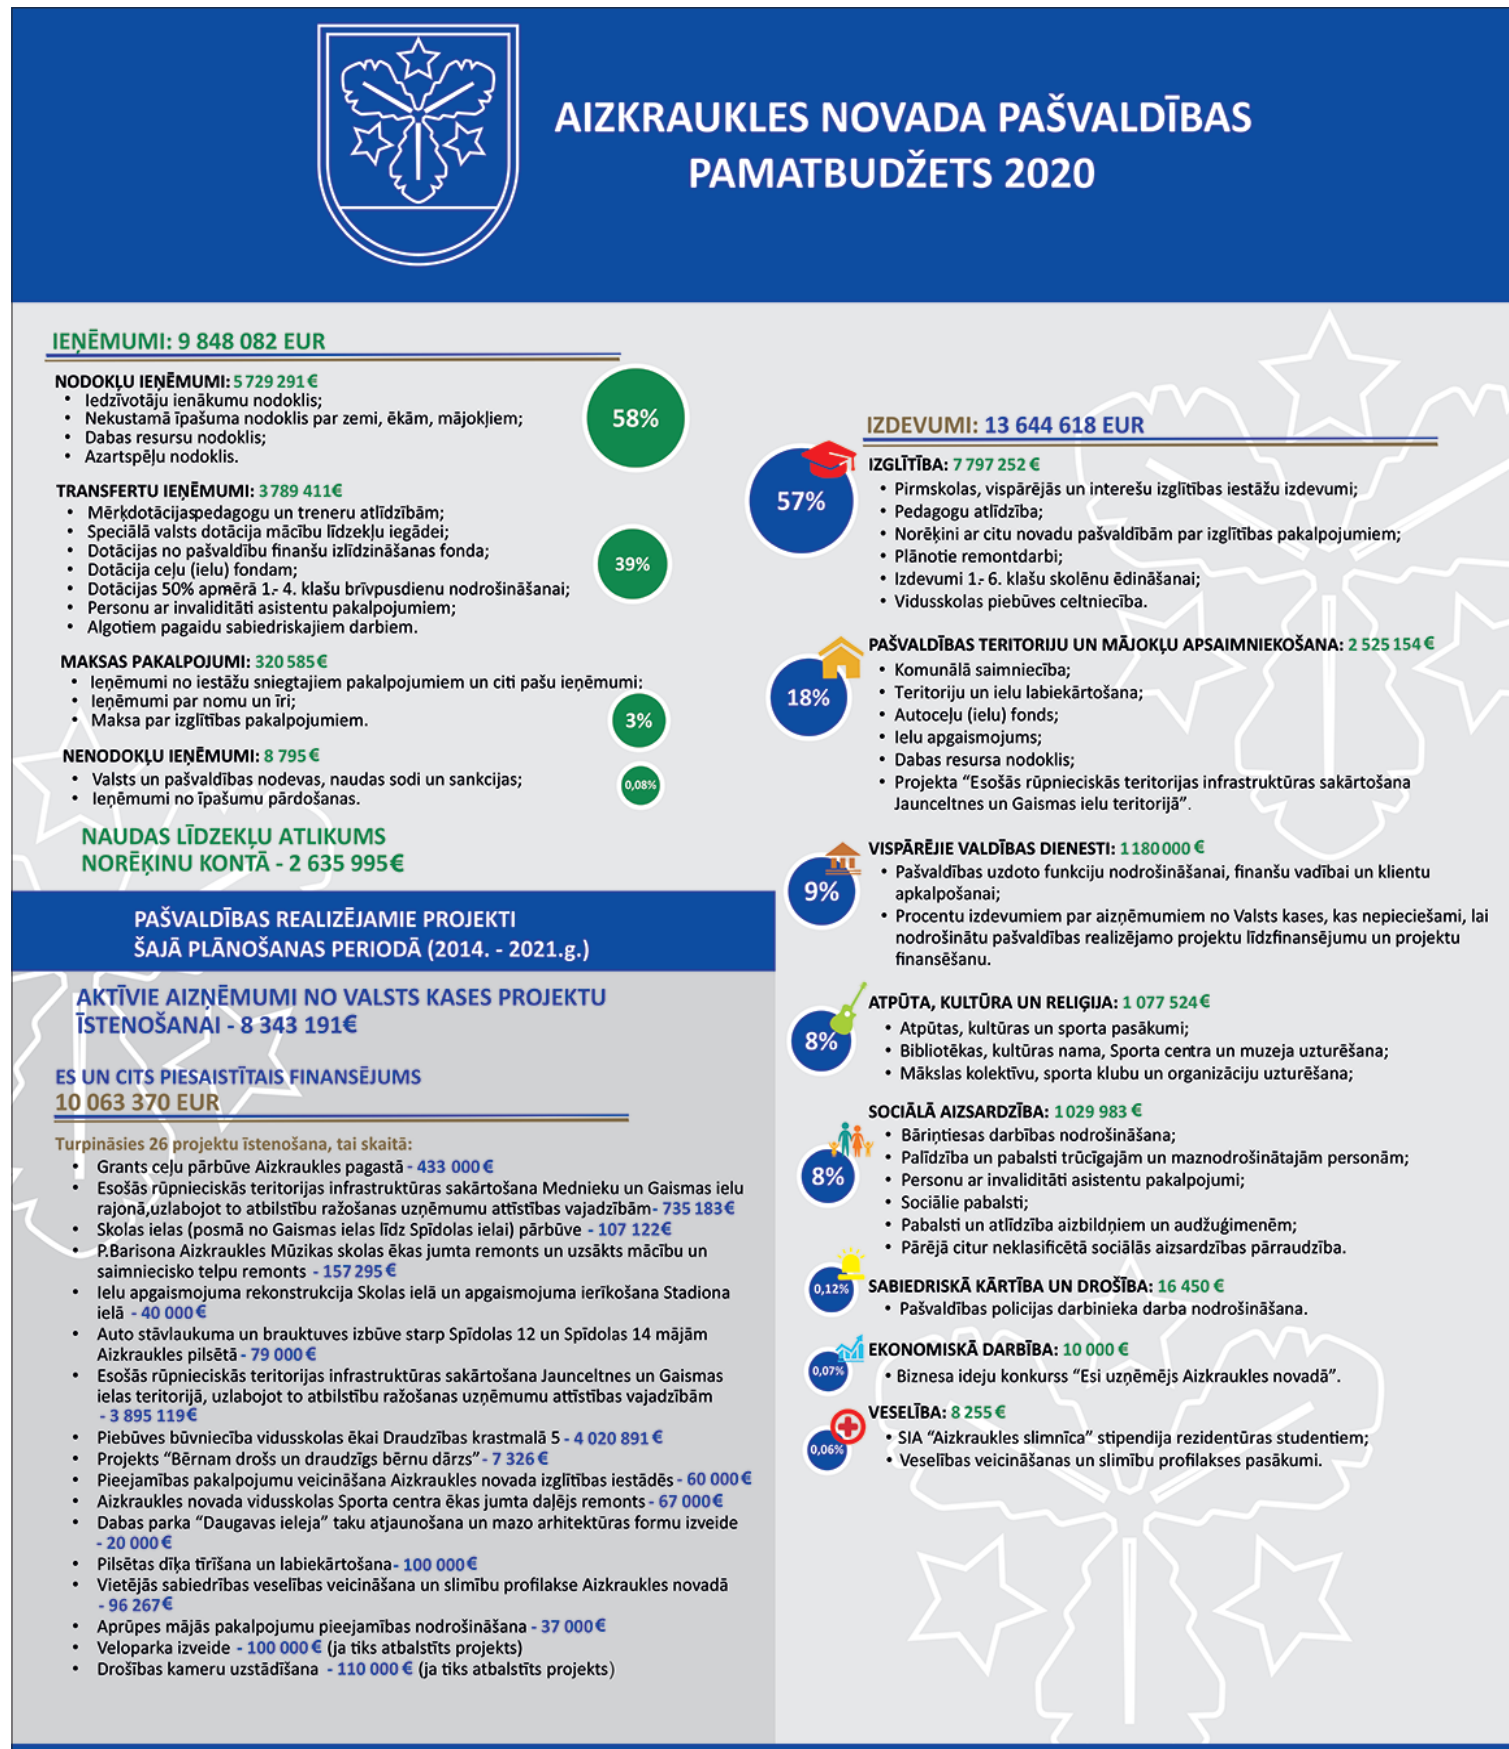 AIZKRAUKLES NOVADA PAŠVALDĪBAS
PAMATBUDŽETS 2020
IEŅĒMUMI: 9 848 082 EUR
NODOKĻU IEŅĒMUMI: 5 729 291 €
• Iedzīvotāju ienākumu nodoklis;
• Nekustamā īpašuma nodoklis par zemi, ēkām, mājokļiem;
• Dabas resursu nodoklis;
• Azartspēļu nodoklis.
58%
TRANSFERTU IEŅĒMUMI: 3 789 411€
• Mērķdotācijaspedagogu un treneru atlīdzībām;
• Speciālā valsts dotācija mācību līdzekļu iegādei;
• Dotācijas no pašvaldību finanšu izlīdzināšanas fonda;
• Dotācija ceļu (ielu) fondam;
• Dotācijas 50% apmērā 1.- 4. klašu brīvpusdienu nodrošināšanai;
• Personu ar invaliditāti asistentu pakalpojumiem;
• Algotiem pagaidu sabiedriskajiem darbiem.
39%
MAKSAS PAKALPOJUMI: 320 585€
• Ieņēmumi no iestāžu sniegtajiem pakalpojumiem un citi pašu ieņēmumi;
• Ieņēmumi par nomu un īri;
• Maksa par izglītības pakalpojumiem.
3%
NENODOKĻU IEŅĒMUMI: 8 795 €
• Valsts un pašvaldības nodevas, naudas sodi un sankcijas;
• Ieņēmumi no īpašumu pārdošanas.
0,08%
NAUDAS LĪDZEKĻU ATLIKUMS
NORĒĶINU KONTĀ - 2 635 995€
PAŠVALDĪBAS REALIZĒJAMIE PROJEKTI
ŠAJĀ PLĀNOŠANAS PERIODĀ (2014. - 2021.g.)
AKTĪVIE AIZŅĒMUMI NO VALSTS KASES PROJEKTU
ĪSTENOŠANAI - 8 343 191€
ES UN CITS PIESAISTĪTAIS FINANSĒJUMS
10 063 370 EUR
Turpināsies 26 projektu īstenošana, tai skaitā:
• Grants ceļu pārbūve Aizkraukles pagastā - 433 000 €
• Esošās rūpnieciskās teritorijas infrastruktūras sakārtošana Mednieku un Gaismas ielu
rajonā,uzlabojot to atbilstību ražošanas uzņēmumu attīstības vajadzībām- 735 183€
• Skolas ielas (posmā no Gaismas ielas līdz Spīdolas ielai) pārbūve - 107 122€
• P.Barisona Aizkraukles Mūzikas skolas ēkas jumta remonts un uzsākts mācību un
saimniecisko telpu remonts - 157 295 €
• Ielu apgaismojuma rekonstrukcija Skolas ielā un apgaismojuma ierīkošana Stadiona
ielā - 40 000 €
• Auto stāvlaukuma un brauktuves izbūve starp Spīdolas 12 un Spīdolas 14 mājām
Aizkraukles pilsētā - 79 000 €
• Esošās rūpnieciskās teritorijas infrastruktūras sakārtošana Jaunceltnes un Gaismas
ielas teritorijā, uzlabojot to atbilstību ražošanas uzņēmumu attīstības vajadzībām
- 3 895 119€
• Piebūves būvniecība vidusskolas ēkai Draudzības krastmalā 5 - 4 020 891 €
• Projekts “Bērnam drošs un draudzīgs bērnu dārzs”- 7 326 €
• Pieejamības pakalpojumu veicināšana Aizkraukles novada izglītības iestādēs - 60 000 €
• Aizkraukles novada vidusskolas Sporta centra ēkas jumta daļējs remonts - 67 000€
• Dabas parka “Daugavas ieleja” taku atjaunošana un mazo arhitektūras formu izveide
- 20 000 €
• Pilsētas dīķa tīrīšana un labiekārtošana- 100 000€
• Vietējās sabiedrības veselības veicināšana un slimību profilakse Aizkraukles novadā
- 96 267€
• Aprūpes mājās pakalpojumu pieejamības nodrošināšana - 37 000€
• Veloparka izveide - 100 000 € (ja tiks atbalstīts projekts)
• Drošības kameru uzstādīšana - 110 000 € (ja tiks atbalstīts projekts)
IZDEVUMI: 13 644 618 EUR
57%
IZGLĪTĪBA: 7 797 252 €
• Pirmskolas, vispārējās un interešu izglītības iestāžu izdevumi;
• Pedagogu atlīdzība;
• Norēķini ar citu novadu pašvaldībām par izglītības pakalpojumiem;
• Plānotie remontdarbi;
• Izdevumi 1.- 6. klašu skolēnu ēdināšanai;
• Vidusskolas piebūves celtniecība.
18%
PAŠVALDĪBAS TERITORIJU UN MĀJOKĻU APSAIMNIEKOŠANA: 2 525 154 €
• Komunālā saimniecība;
• Teritoriju un ielu labiekārtošana;
• Autoceļu (ielu) fonds;
• Ielu apgaismojums;
• Dabas resursa nodoklis;
• Projekta “Esošās rūpnieciskās teritorijas infrastruktūras sakārtošana
Jaunceltnes un Gaismas ielu teritorijā”.
9%
VISPĀRĒJIE VALDĪBAS DIENESTI: 1 180 000 €
• Pašvaldības uzdoto funkciju nodrošināšanai, finanšu vadībai un klientu
apkalpošanai;
• Procentu izdevumiem par aizņēmumiem no Valsts kases, kas nepieciešami, lai
nodrošinātu pašvaldības realizējamo projektu līdzfinansējumu un projektu
finansēšanu.
8%
ATPŪTA, KULTŪRA UN RELIĢIJA: 1 077 524€
• Atpūtas, kultūras un sporta pasākumi;
• Bibliotēkas, kultūras nama, Sporta centra un muzeja uzturēšana;
• Mākslas kolektīvu, sporta klubu un organizāciju uzturēšana;
8%
SOCIĀLĀ AIZSARDZĪBA: 1 029 983 €
• Bāriņtiesas darbības nodrošināšana;
• Palīdzība un pabalsti trūcīgajām un maznodrošinātajām personām;
• Personu ar invaliditāti asistentu pakalpojumi;
• Sociālie pabalsti;
• Pabalsti un atlīdzība aizbildņiem un audžuģimenēm;
• Pārējā citur neklasificētā sociālās aizsardzības pārraudzība.
0,12%
SABIEDRISKĀ KĀRTĪBA UN DROŠĪBA: 16 450 €
• Pašvaldības policijas darbinieka darba nodrošināšana.
0,07%
EKONOMISKĀ DARBĪBA: 10 000 €
• Biznesa ideju konkurss “Esi uzņēmējs Aizkraukles novadā”.
0,06%
VESELĪBA: 8 255 €
• SIA “Aizkraukles slimnīca” stipendija rezidentūras studentiem;
• Veselības veicināšanas un slimību profilakses pasākumi.